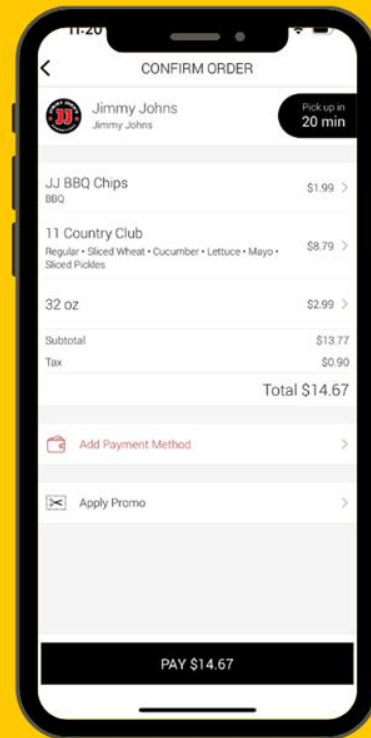 11:20
CONFIRM ORDER
JJ
Jimmy Johns
Jimmy Johns
Pick up in
20 min
JJ BBQ Chips
BBQ
$1.99
11 Country Club
Regular • Sliced Wheat • Cucumber • Lettuce • Mayo •
Sliced Pickles
$8.79
32 oz
$2.99
Subtotal
$13.77
Tax
$0.90
Total $14.67
Add Payment Method
Apply Promo
PAY $14.67